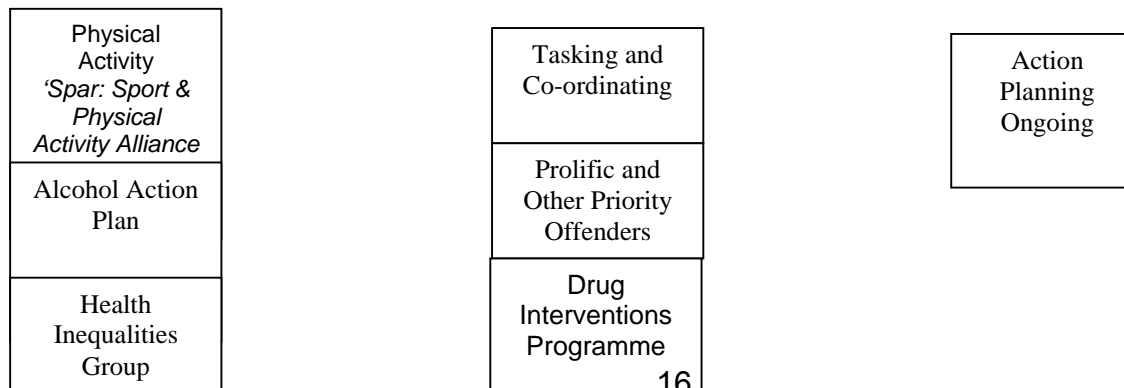 Physical
Activity
‘Spar: Sport &
Physical
Activity Alliance
Alcohol Action
Plan
Health
Inequalities
Group
Tasking and
Co-ordinating
Prolific and
Other Priority
Offenders
Drug
Interventions
Programme
16
Action
Planning
Ongoing